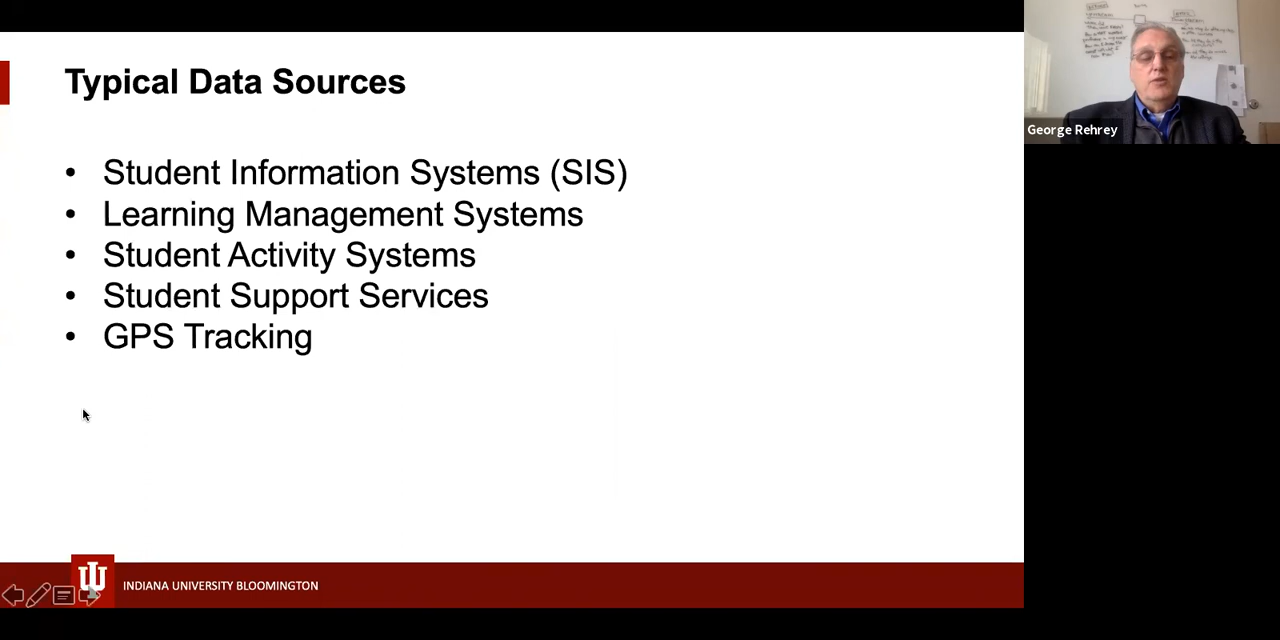 Typical Data Sources
• Student Information Systems (SIS)
• Learning Management Systems
• Student Activity Systems
• Student Support Services
• GPS Tracking
INDIANA UNIVERSITY BLOOMINGTON
George Rehrey